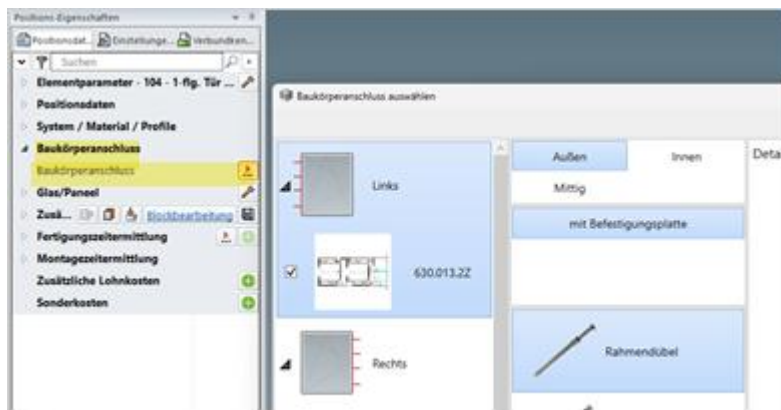 Positions-Eigenschaften
Positionsdat...
Einstellunge...
Verbundken...
Suchen
Elementparameter - 104 - 1-flg. Tür ...
Positionsdaten
System / Material / Profile
Baukörperanschluss
Baukörperanschluss
Glas/Paneel
Zusä... Blockbearbeitung
Fertigungszeitermittlung
Montagezeitermittlung
Zusätzliche Lohnkosten
Sonderkosten
Baukörperanschluss auswählen
Links
630.013.2Z
Rechts
Außen
Innen
Mittig
mit Befestigungsplatte
Rahmendübel
Deta